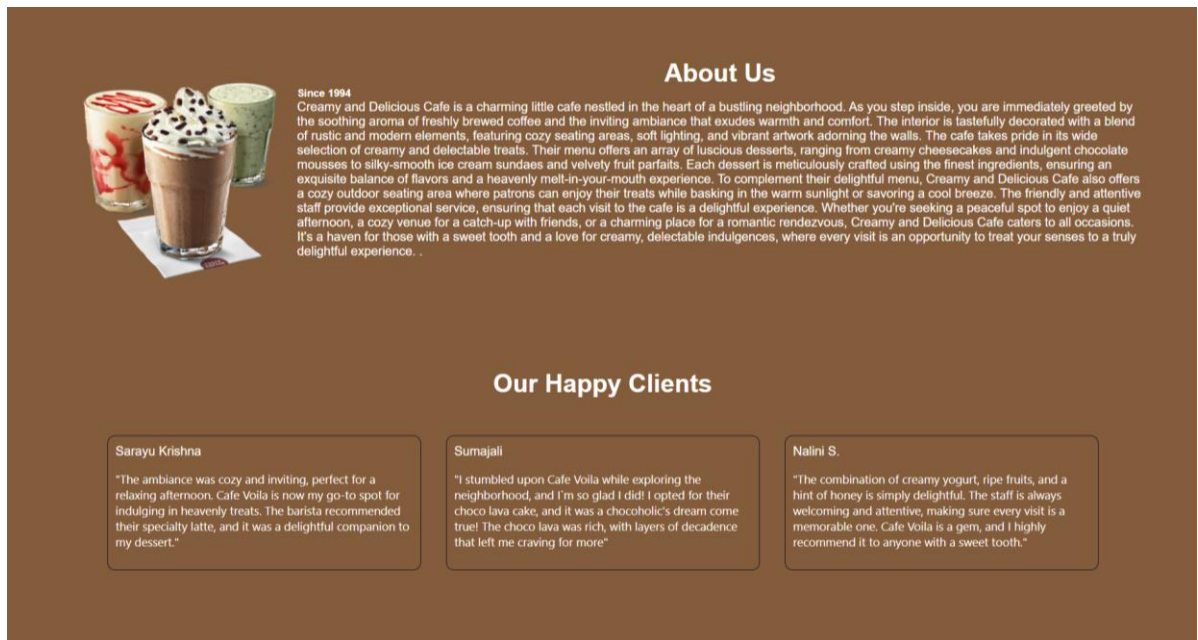 About Us
Since 1994
Creamy and Delicious Cafe is a charming little cafe nestled in the heart of a bustling neighborhood. As you step inside, you are immediately greeted by
the soothing aroma of freshly brewed coffee and the inviting ambiance that exudes warmth and comfort. The interior is tastefully decorated with a blend
of rustic and modern elements, featuring cozy seating areas, soft lighting, and vibrant artwork adorning the walls. The cafe takes pride in its wide
selection of creamy and delectable treats. Their menu offers an array of luscious desserts, ranging from creamy cheesecakes and indulgent chocolate
mousses to silky-smooth ice cream sundaes and velvety fruit parfaits. Each dessert is meticulously crafted using the finest ingredients, ensuring an
exquisite balance of flavors and a heavenly melt-in-your-mouth experience. To complement their delightful menu, Creamy and Delicious Cafe also offers
a cozy outdoor seating area where patrons can enjoy their treats while basking in the warm sunlight or savoring a cool breeze. The friendly and attentive
staff provide exceptional service, ensuring that each visit to the cafe is a delightful experience. Whether you're seeking a peaceful spot to enjoy a quiet
afternoon, a cozy venue for a catch-up with friends, or a charming place for a romantic rendezvous, Creamy and Delicious Cafe caters to all occasions.
It's a haven for those with a sweet tooth and a love for creamy, delectable indulgences, where every visit is an opportunity to treat your senses to a truly
delightful experience. .
Our Happy Clients
Sarayu Krishna
"The ambiance was cozy and inviting, perfect for a
relaxing afternoon. Cafe Voila is now my go-to spot for
indulging in heavenly treats. The barista recommended
their specialty latte, and it was a delightful companion to
my dessert."
Sumajali
"I stumbled upon Cafe Voila while exploring the
neighborhood, and I`m so glad I did! I opted for their
choco lava cake, and it was a chocoholic's dream come
true! The choco lava was rich, with layers of decadence
that left me craving for more"
Nalini S.
"The combination of creamy yogurt, ripe fruits, and a
hint of honey is simply delightful. The staff is always
welcoming and attentive, making sure every visit is a
memorable one. Cafe Voila is a gem, and I highly
recommend it to anyone with a sweet tooth."